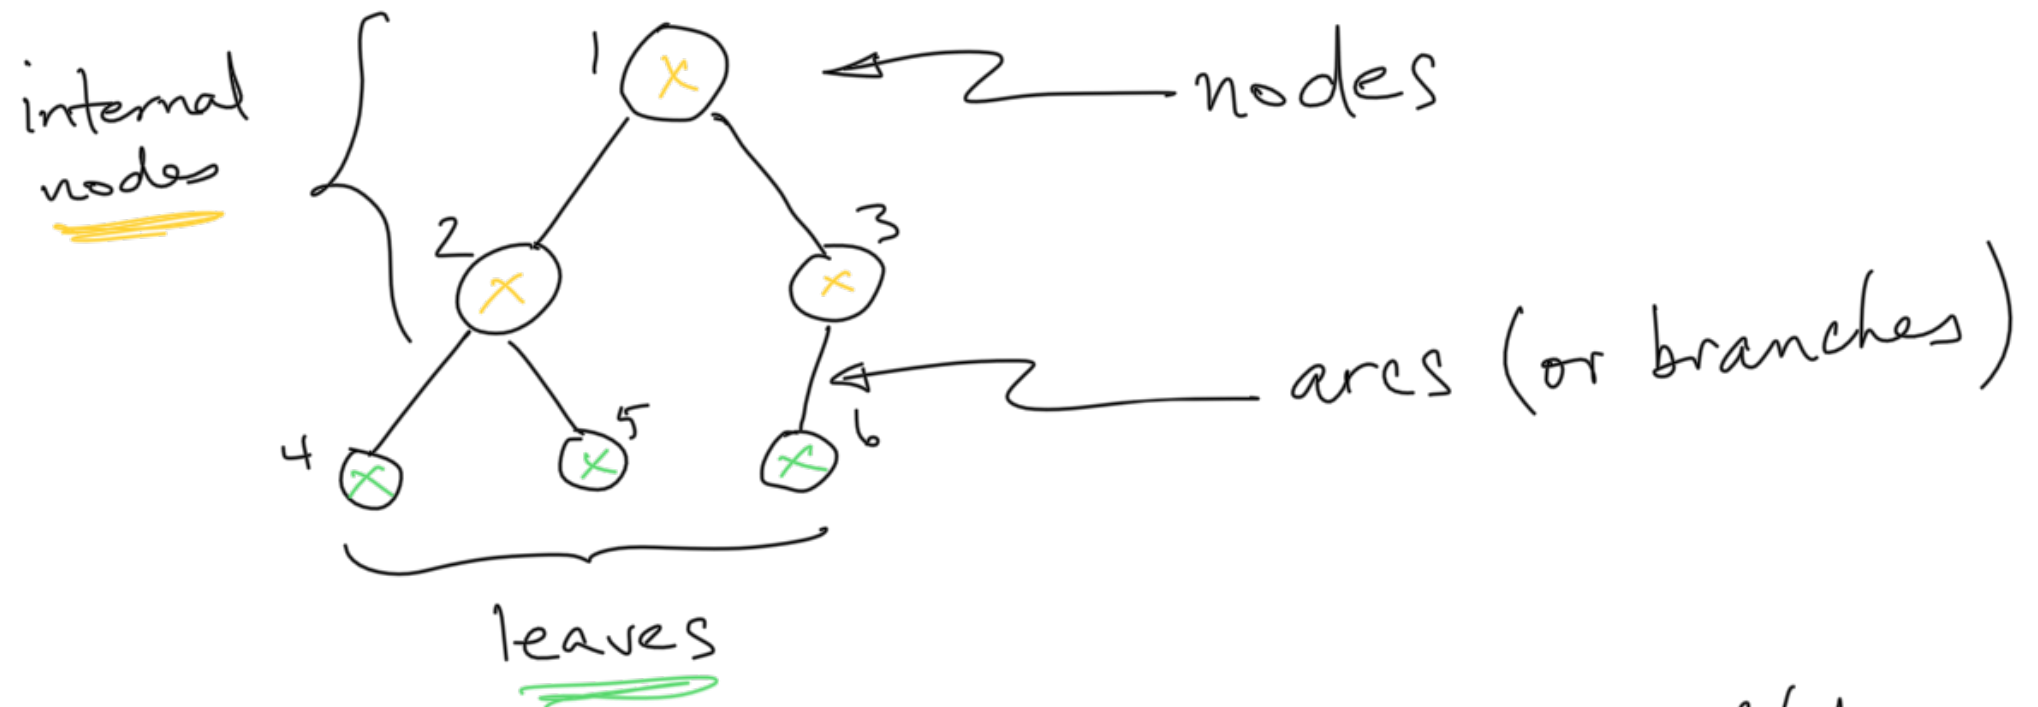 1
nodes
internal
nodes
2
3
arcs (or branches)
4
5
6
leaves